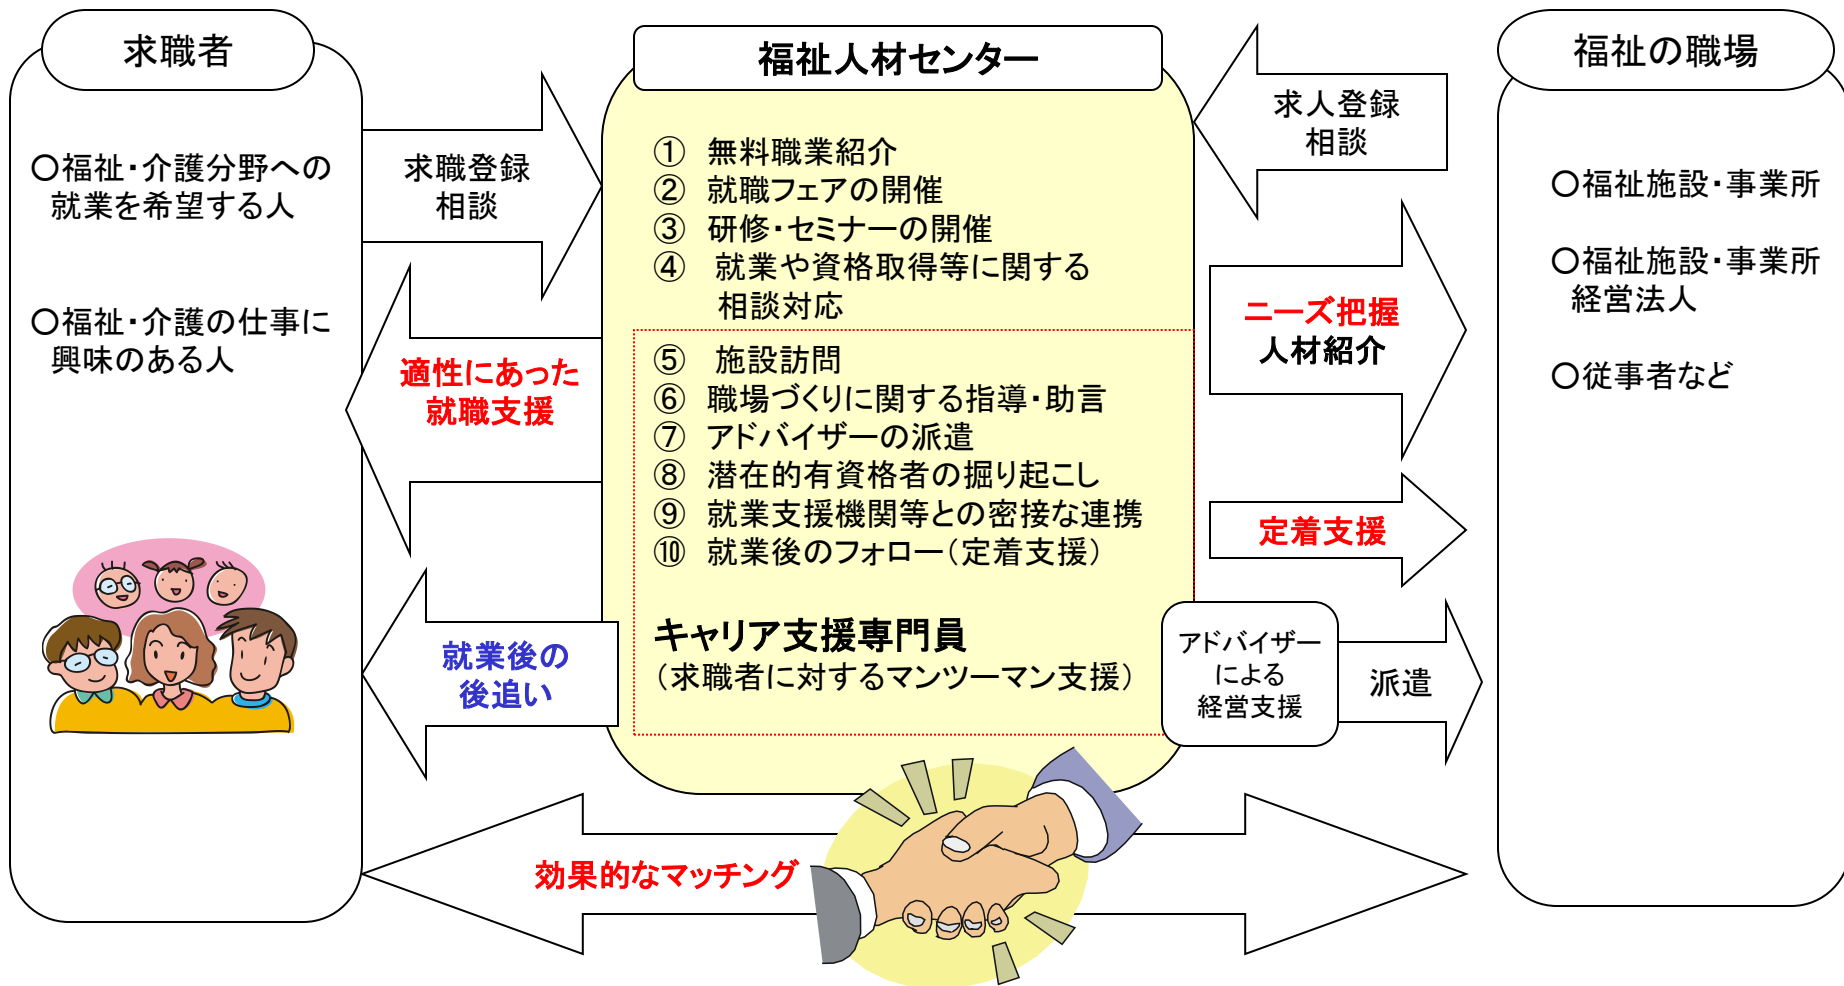 求職者
○福祉・介護分野への
就業を希望する人
○福祉・介護の仕事に
興味のある人
求職登録
相談
適性にあった
就職支援
就業後の
後追い
福祉人材センター
① 無料職業紹介
② 就職フェアの開催
③ 研修・セミナーの開催
④ 就業や資格取得等に関する
相談対応
⑤ 施設訪問
⑥ 職場づくりに関する指導・助言
⑦ アドバイザーの派遣
⑧ 潜在的有資格者の掘り起こし
⑨ 就業支援機関等との密接な連携
⑩ 就業後のフォロー(定着支援)
キャリア支援専門員
(求職者に対するマンツーマン支援)
求人登録
相談
ニーズ把握
人材紹介
定着支援
アドバイザー
による
経営支援
派遣
福祉の職場
○福祉施設・事業所
○福祉施設・事業所
経営法人
○従事者など
効果的なマッチング